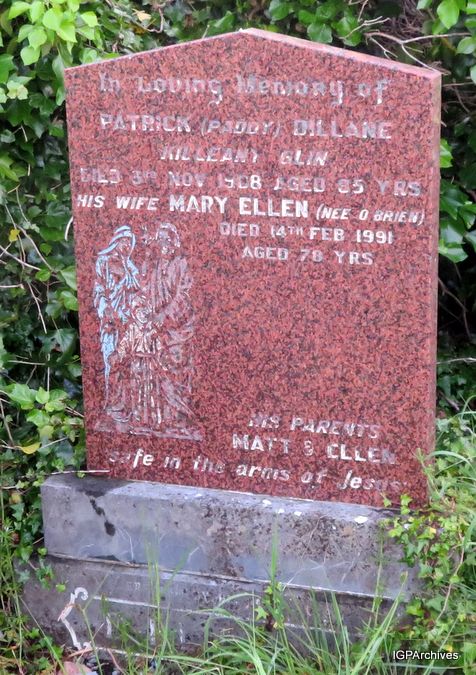 In Loving Memory of
PATRICK (PADDY) DILLANE
KILLEANY GLIN
DIED 3RD NOV 1968 AGED 65 YRS
HIS WIFE MARY ELLEN (NEE O'BRIEN)
DIED 14TH FEB 1991
AGED 78 YRS
HIS PARENTS
MATT & ELLEN
Safe in the arms of Jesus
IGPArchives